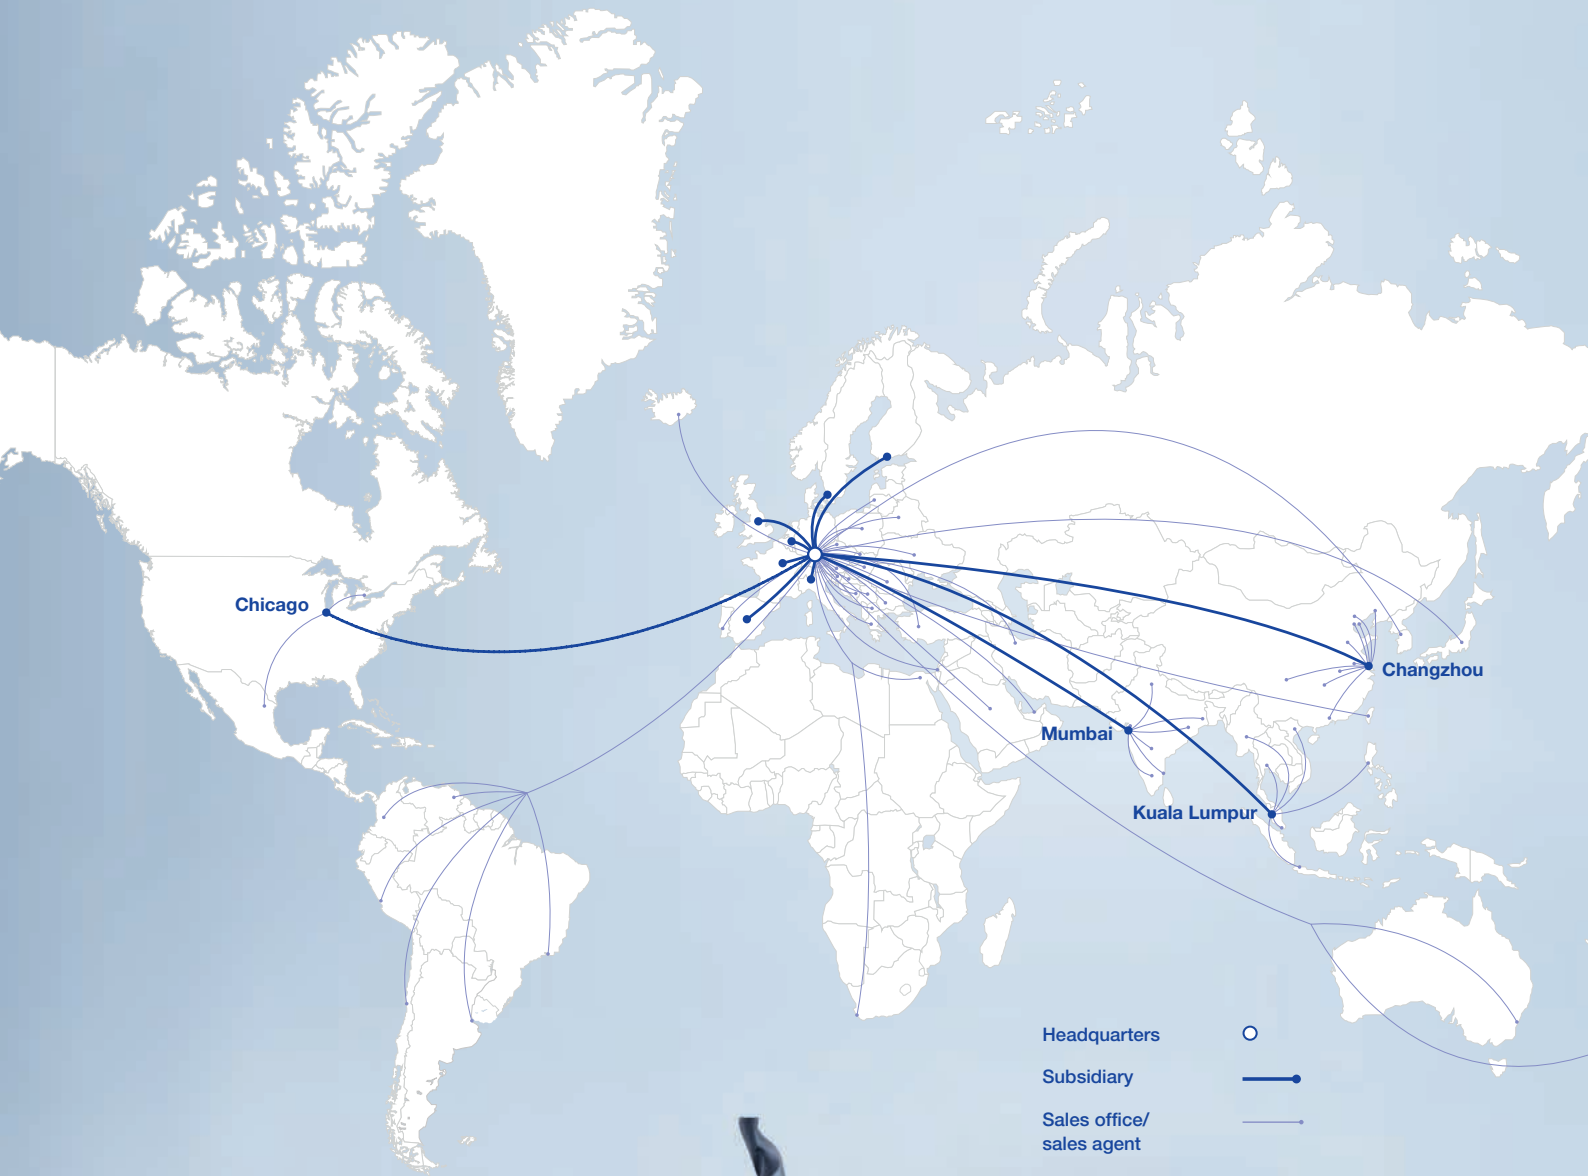 Chicago
Changzhou
Mumbai
Kuala Lumpur
Headquarters
Subsidiary
Sales office/
sales agent